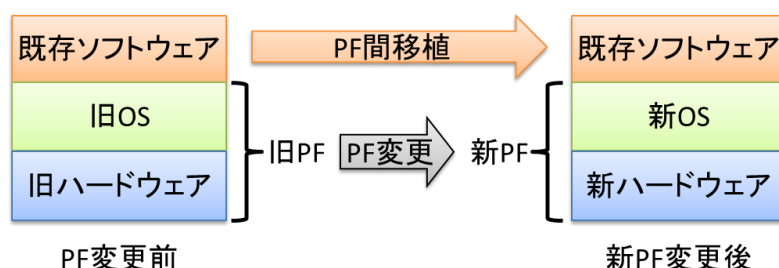 既存ソフトウェア
PF間移植
既存ソフトウェア
旧OS
新OS
旧PF
PF変更
新PF
旧ハードウェア
新ハードウェア
PF変更前
新PF変更後